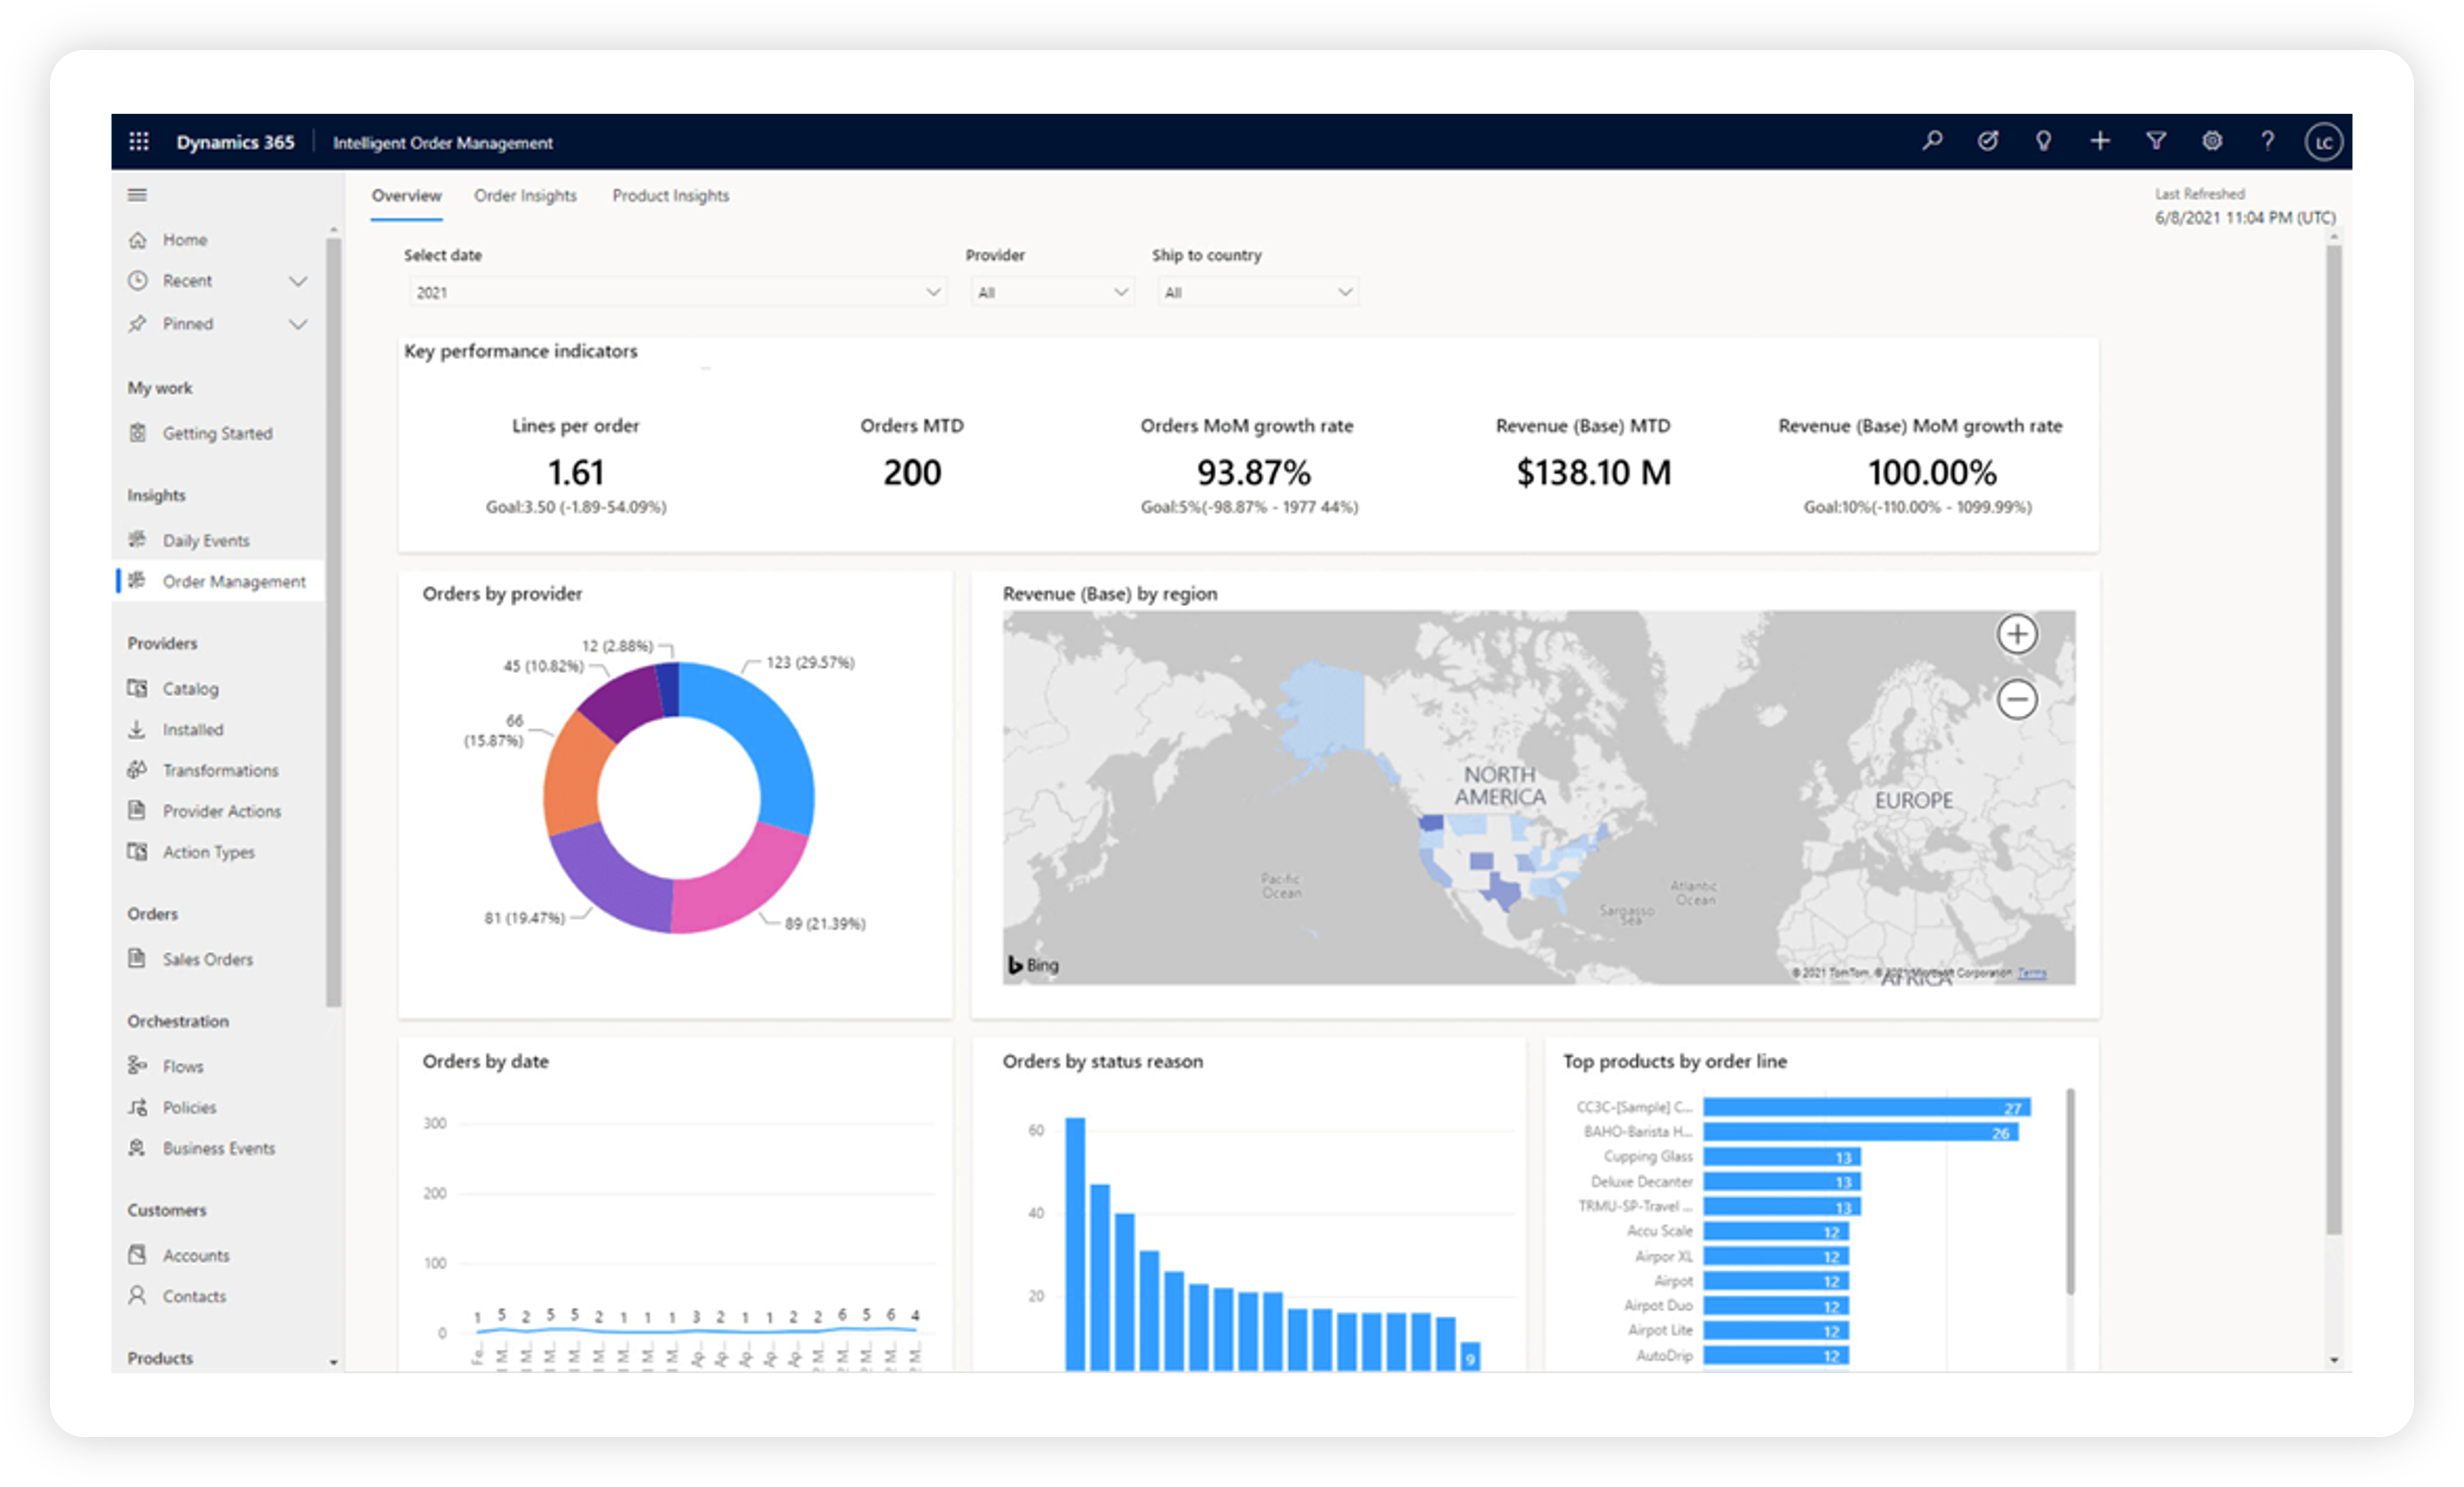 Dynamics 365
Intelligent Order Management
LC
Overview
Order Insights
Product Insights
Last Refreshed
6/8/2021 11:04 PM (UTC)
Home
Recent
Pinned
My work
Getting Started
Insights
Daily Events
Order Management
Providers
Catalog
Installed
Transformations
Provider Actions
Action Types
Orders
Sales Orders
Orchestration
Flows
Policies
Business Events
Customers
Accounts
Contacts
Products
Select date
2021
Provider
All
Ship to country
All
Key performance indicators
Lines per order
1.61
Goal:3.50 (-1.89-54.09%)
Orders MTD
200
Orders MoM growth rate
93.87%
Goal:5%(-98.87% - 1977 44%)
Revenue (Base) MTD
$138.10 M
Revenue (Base) MoM growth rate
100.00%
Goal:10%(-110.00% - 1099.99%)
Orders by provider
12 (2.88%)
123 (29.57%)
45 (10.82%)
66
(15.87%)
81 (19.47%)
89 (21.39%)
Revenue (Base) by region
NORTH
AMERICA
EUROPE
Pacific
Ocean
Atlantic
Ocean
Sargasso
Sea
AFRICA
Bing
© 2021 TomTom, © 2021 Microsoft Corporation Terms
Orders by date
300
200
100
0
1 5 2 5 5 2 1 1 1 3 2 1 1 2 2 6 5 6 4
Fe... M... M... M... M... M... M... M... M... Ap... Ap... Ap... Ap... Ap... M... M... M... M... M...
Orders by status reason
60
40
20
9
Top products by order line
CC3C-[Sample] C... 27
BAHO-Barista H... 26
Cupping Glass 13
Deluxe Decanter 13
TRMU-SP-Travel ... 13
Accu Scale 12
Airpor XL 12
Airpot 12
Airpot Duo 12
Airpot Lite 12
AutoDrip 12